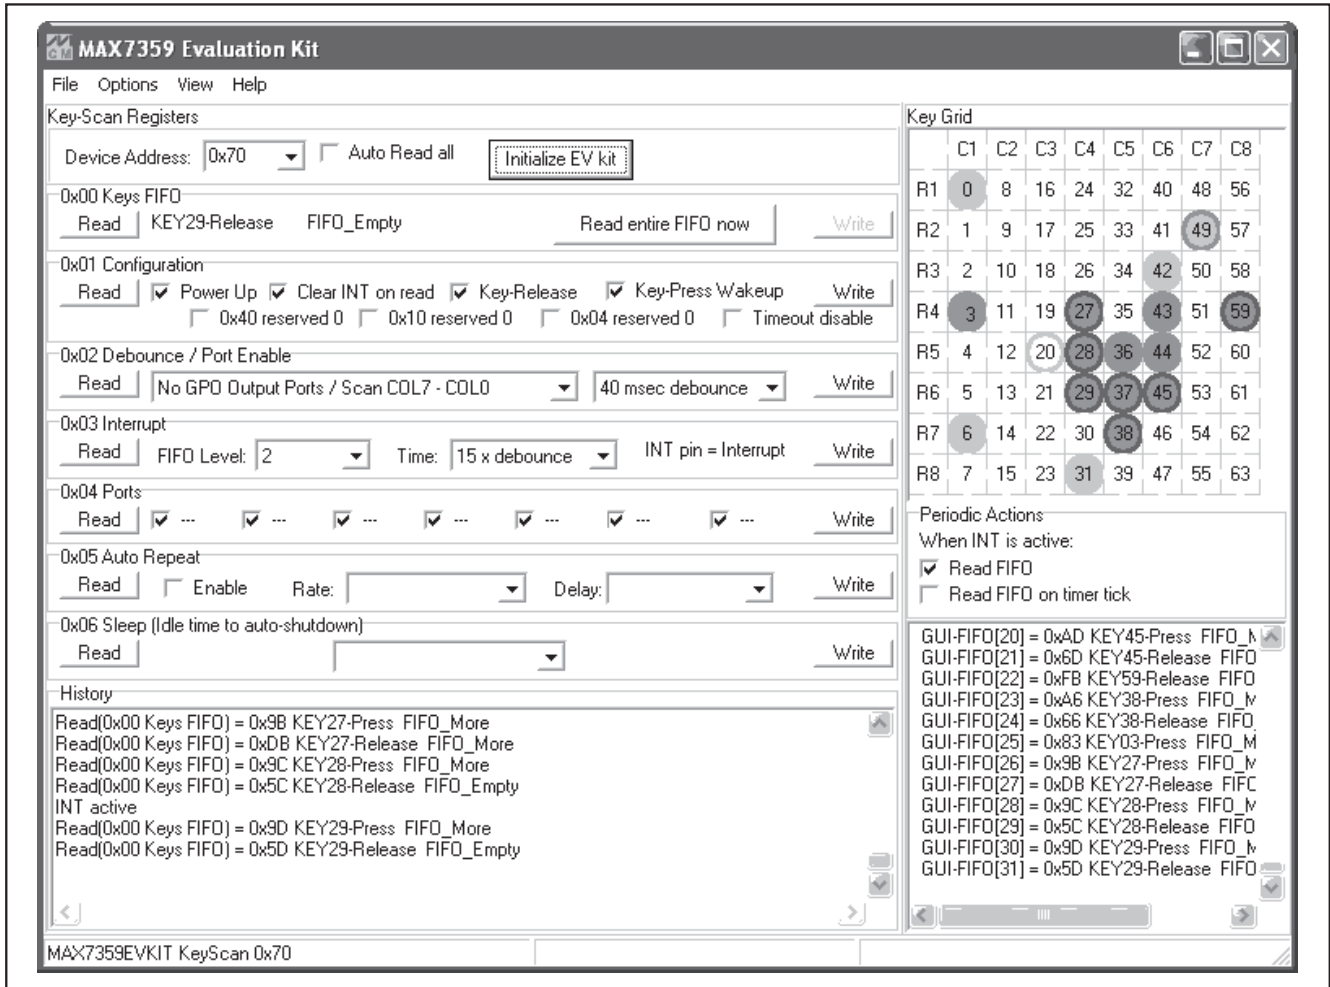 MAX7359 Evaluation Kit
File Options View Help
Key-Scan Registers
Device Address: 0x70 Auto Read all Initialize EV kit
0x00 Keys FIFO
Read KEY29-Release FIFO_Empty Read entire FIFO now Write
0x01 Configuration
Read Power Up Clear INT on read Key-Release Key-Press Wakeup Write
0x40 reserved 0 0x10 reserved 0 0x04 reserved 0 Timeout disable
0x02 Debounce / Port Enable
Read No GPO Output Ports / Scan COL7 - COL0 40 msec debounce Write
0x03 Interrupt
Read FIFO Level: 2 Time: 15 x debounce INT pin = Interrupt Write
0x04 Ports
Read --- --- --- --- --- --- --- Write
0x05 Auto Repeat
Read Enable Rate: Delay: Write
0x06 Sleep (Idle time to auto-shutdown)
Read Write
History
Read(0x00 Keys FIFO) = 0x9B KEY27-Press FIFO_More
Read(0x00 Keys FIFO) = 0xDB KEY27-Release FIFO_More
Read(0x00 Keys FIFO) = 0x9C KEY28-Press FIFO_More
Read(0x00 Keys FIFO) = 0x5C KEY28-Release FIFO_Empty
INT active
Read(0x00 Keys FIFO) = 0x9D KEY29-Press FIFO_More
Read(0x00 Keys FIFO) = 0x5D KEY29-Release FIFO_Empty
Key Grid
C1 C2 C3 C4 C5 C6 C7 C8
R1 0 8 16 24 32 40 48 56
R2 1 9 17 25 33 41 49 57
R3 2 10 18 26 34 42 50 58
R4 3 11 19 27 35 43 51 59
R5 4 12 20 28 36 44 52 60
R6 5 13 21 29 37 45 53 61
R7 6 14 22 30 38 46 54 62
R8 7 15 23 31 39 47 55 63
Periodic Actions
When INT is active:
Read FIFO
Read FIFO on timer tick
GUI-FIFO[20] = 0xAD KEY45-Press FIFO_
GUI-FIFO[21] = 0x6D KEY45-Release FIFO
GUI-FIFO[22] = 0xFB KEY59-Release FIFO
GUI-FIFO[23] = 0xA6 KEY38-Press FIFO_
GUI-FIFO[24] = 0x66 KEY38-Release FIFO_
GUI-FIFO[25] = 0x83 KEY03-Press FIFO_M
GUI-FIFO[26] = 0x9B KEY27-Press FIFO_
GUI-FIFO[27] = 0xDB KEY27-Release FIF
GUI-FIFO[28] = 0x9C KEY28-Press FIFO_
GUI-FIFO[29] = 0x5C KEY28-Release FIFO
GUI-FIFO[30] = 0x9D KEY29-Press FIFO_
GUI-FIFO[31] = 0x5D KEY29-Release FIFO
MAX7359EVKIT KeyScan 0x70